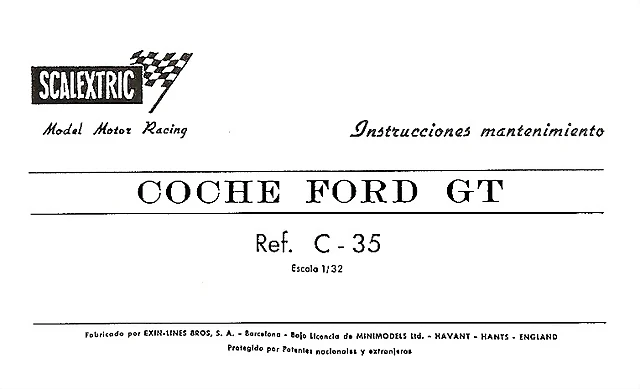 SCALEXTRIC
Model Motor Racing
Instrucciones mantenimiento
COCHE FORD GT
Ref. C - 35
Escala 1/32
Fabricado por EXIN-LINES BROS, S. A. - Barcelona - Bajo Licencia de MINIMODELS Ltd. - HAVANT - HANTS - ENGLAND
Protegido por Patentes nacionales y extranjeros